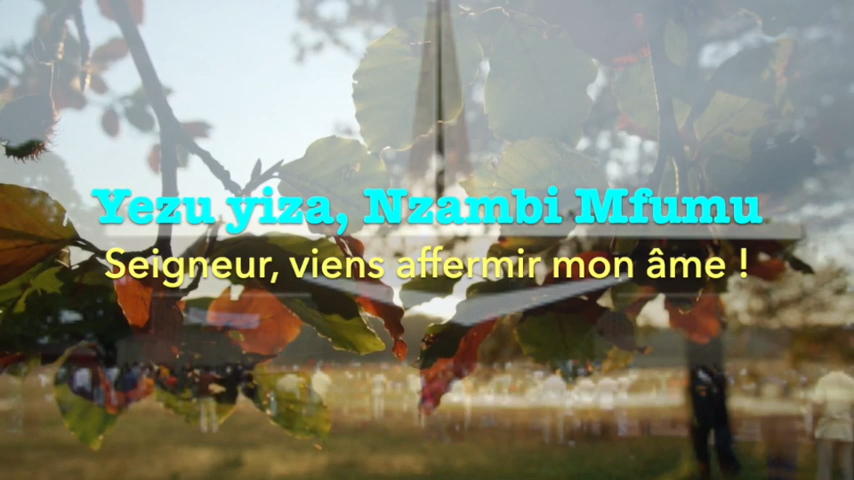 Yezu yiza, Nzambi Mfumu
Seigneur, viens affermir mon âme !